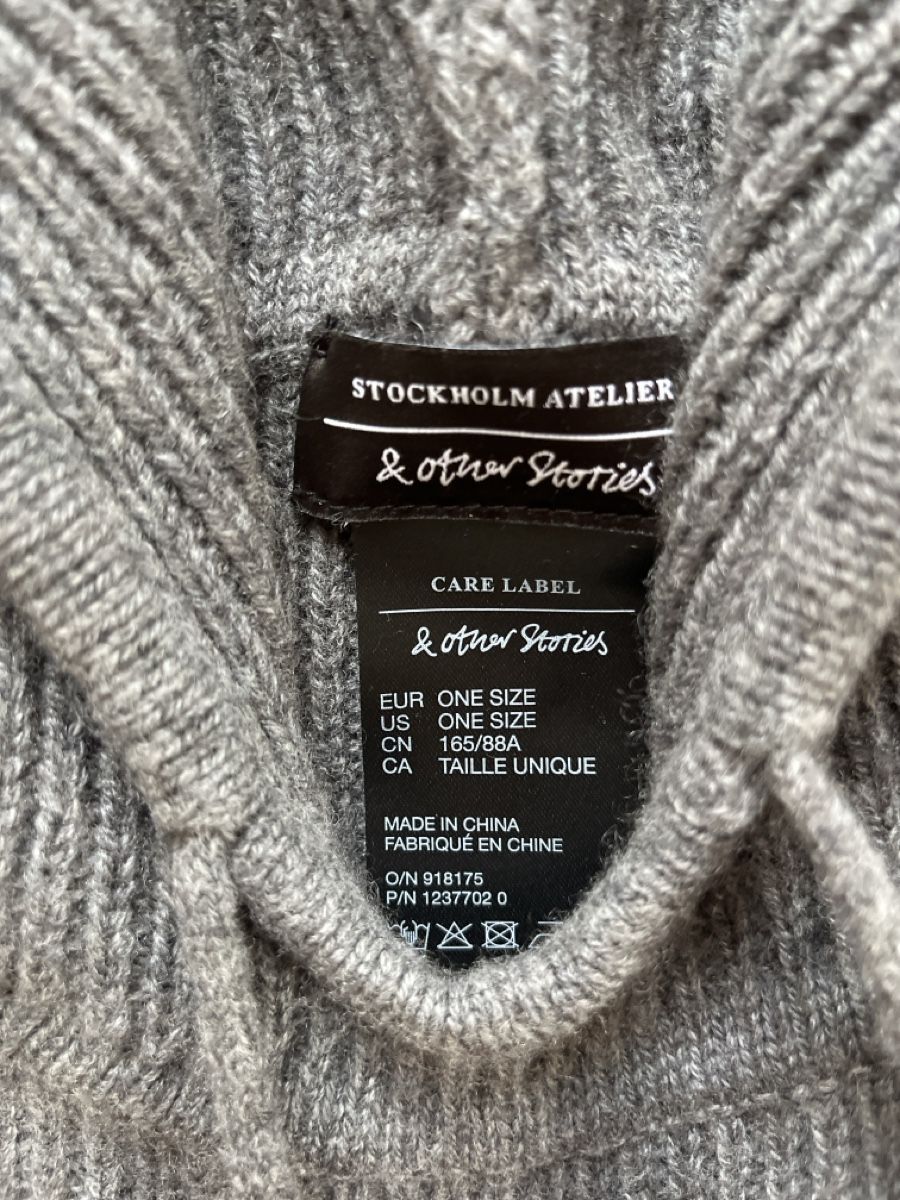 STOCKHOLM ATELIER
& other Stories
CARE LABEL
& other Stories
EUR ONE SIZE
US ONE SIZE
CN 165/88A
CA TAILLE UNIQUE
MADE IN CHINA
FABRIQUÉ EN CHINE
O/N 918175
P/N 1237702 0